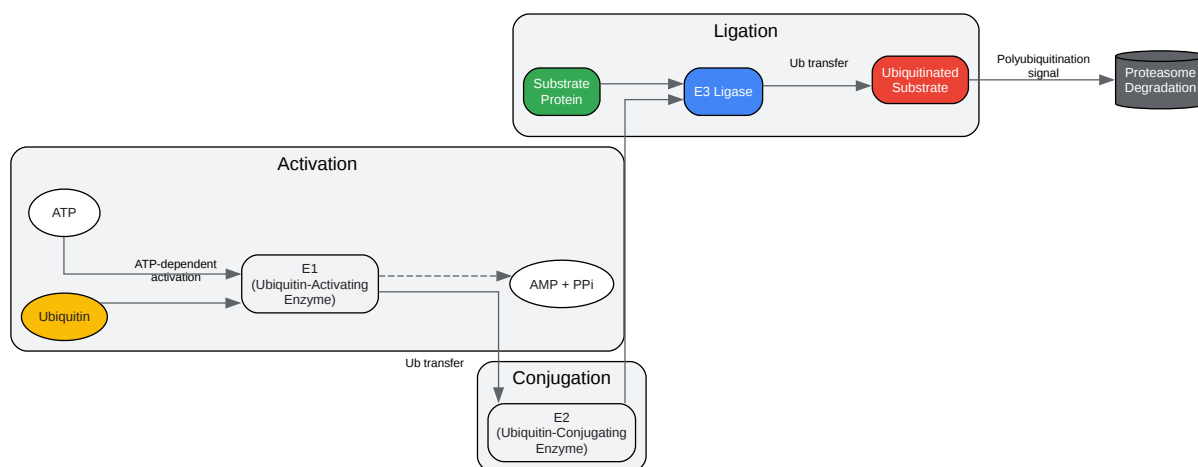 Ligation
Substrate
Protein
E3 Ligase
Ub transfer
Ubiquitinated
Substrate
Polyubiquitination
signal
Proteasome
Degradation
Activation
ATP
ATP-dependent
activation
Ubiquitin
E1
(Ubiquitin-Activating
Enzyme)
AMP + PPi
Ub transfer
Conjugation
E2
(Ubiquitin-Conjugating
Enzyme)